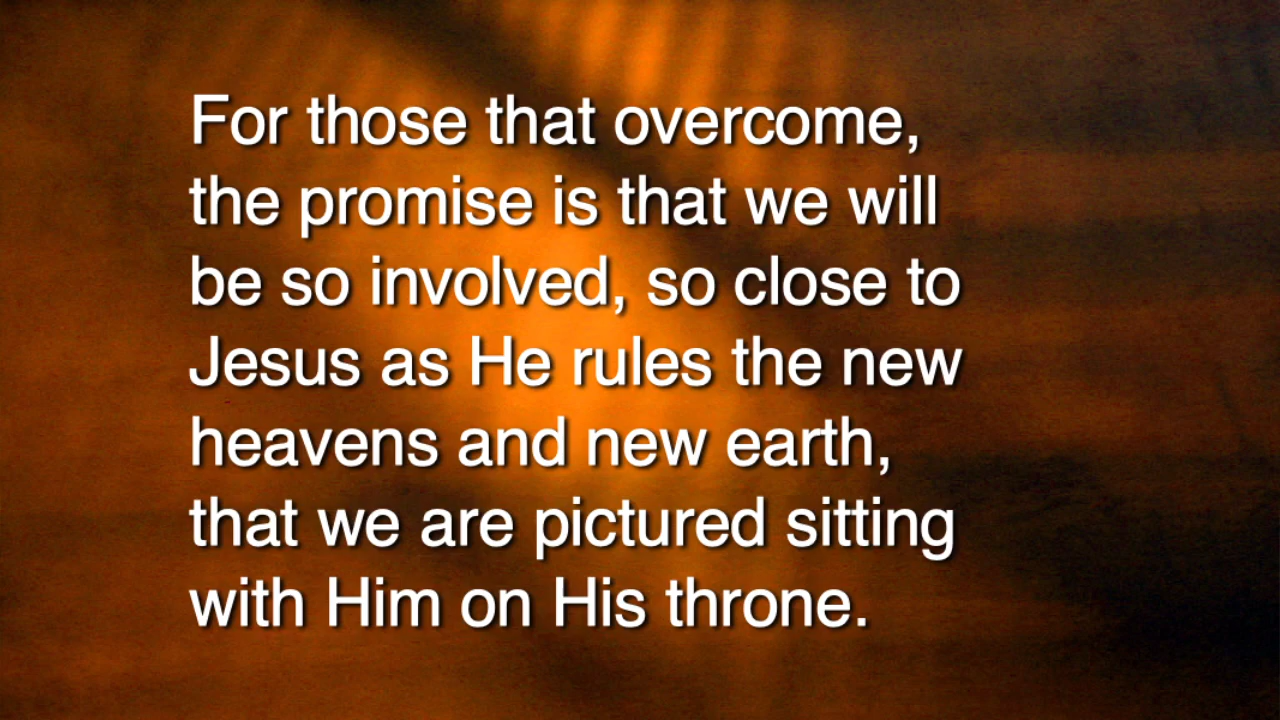 For those that overcome,
the promise is that we will
be so involved, so close to
Jesus as He rules the new
heavens and new earth,
that we are pictured sitting
with Him on His throne.